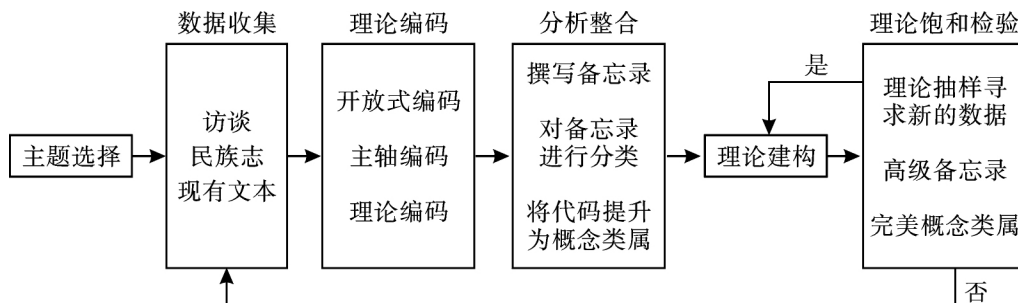 数据收集
理论编码
分析整合
理论饱和检验
主题选择
访谈
民族志
现有文本
开放式编码
主轴编码
理论编码
撰写备忘录
对备忘录
进行分类
将代码提升
为概念类属
是
理论建构
理论抽样寻
求新的数据
高级备忘录
完美概念类属
否